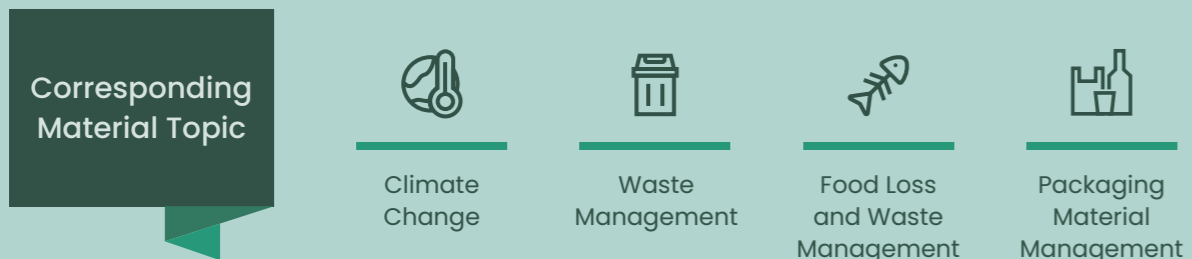 Corresponding
Material Topic
Climate
Change
Waste
Management
Food Loss
and Waste
Management
Packaging
Material
Management